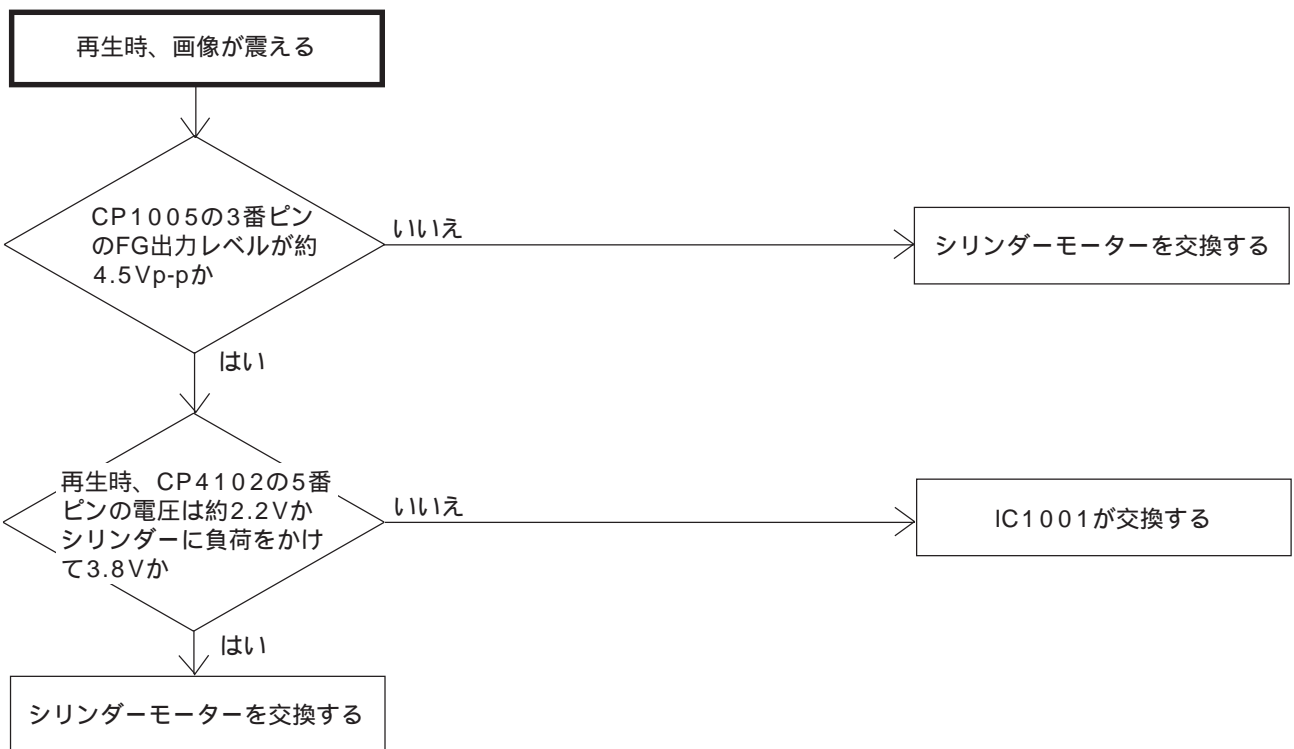 再生時、画像が震える
CP1005の3番ピン
のFG出力レベルが約
4.5Vp-pか
いいえ
シリンダーモーターを交換する
はい
再生時、CP4102の5番
ピンの電圧は約2.2Vか
シリンダーに負荷をかけ
て3.8Vか
いいえ
IC1001が交換する
はい
シリンダーモーターを交換する